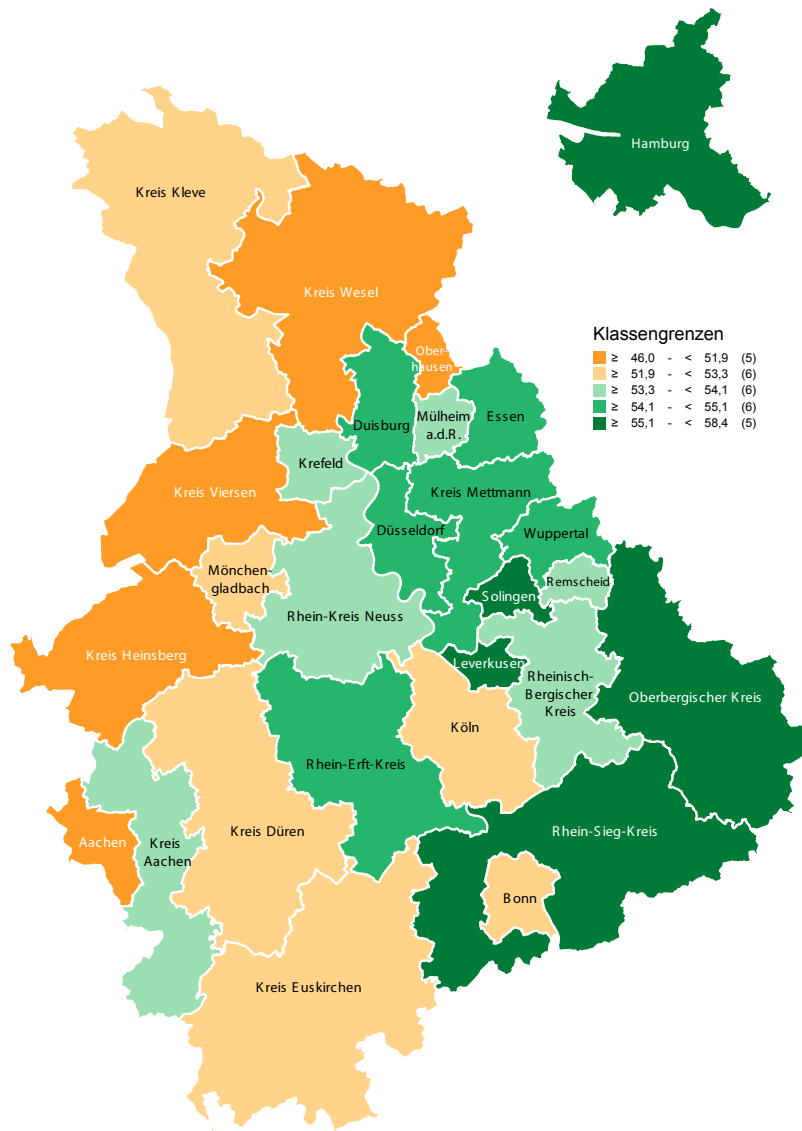 Hamburg
Kreis Kleve
Kreis Wesel
Klassengrenzen
≥ 46,0 - < 51,9 (5)
≥ 51,9 - < 53,3 (6)
≥ 53,3 - < 54,1 (6)
≥ 54,1 - < 55,1 (6)
≥ 55,1 - < 58,4 (5)
Ober-
hausen
Duisburg
Mülheim
a.d.R.
Essen
Krefeld
Kreis Viersen
Kreis Mettmann
Düsseldorf
Wuppertal
Mönchen-
gladbach
Remscheid
Solingen
Rhein-Kreis Neuss
Kreis Heinsberg
Leverkusen
Rheinisch-
Bergischer
Kreis
Oberbergischer Kreis
Köln
Rhein-Erft-Kreis
Kreis Düren
Rhein-Sieg-Kreis
Aachen
Kreis
Aachen
Bonn
Kreis Euskirchen